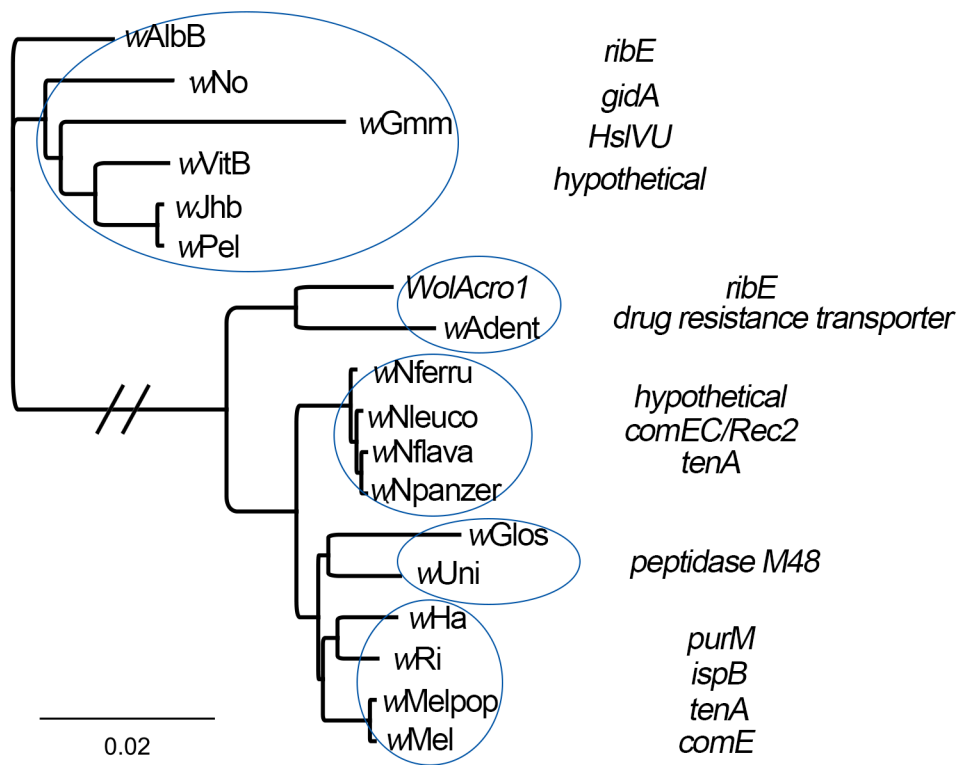 wAlbB
wNo
wGmm
wVitB
wJhb
wPel
ribE
gidA
HslVU
hypothetical
WolAcro1
wAdent
ribE
drug resistance transporter
wNferru
wNleuco
wNflava
wNpanzer
hypothetical
comEC/Rec2
tenA
wGlos
wUni
peptidase M48
wHa
wRi
wMelpop
wMel
purM
ispB
tenA
comE
0.02